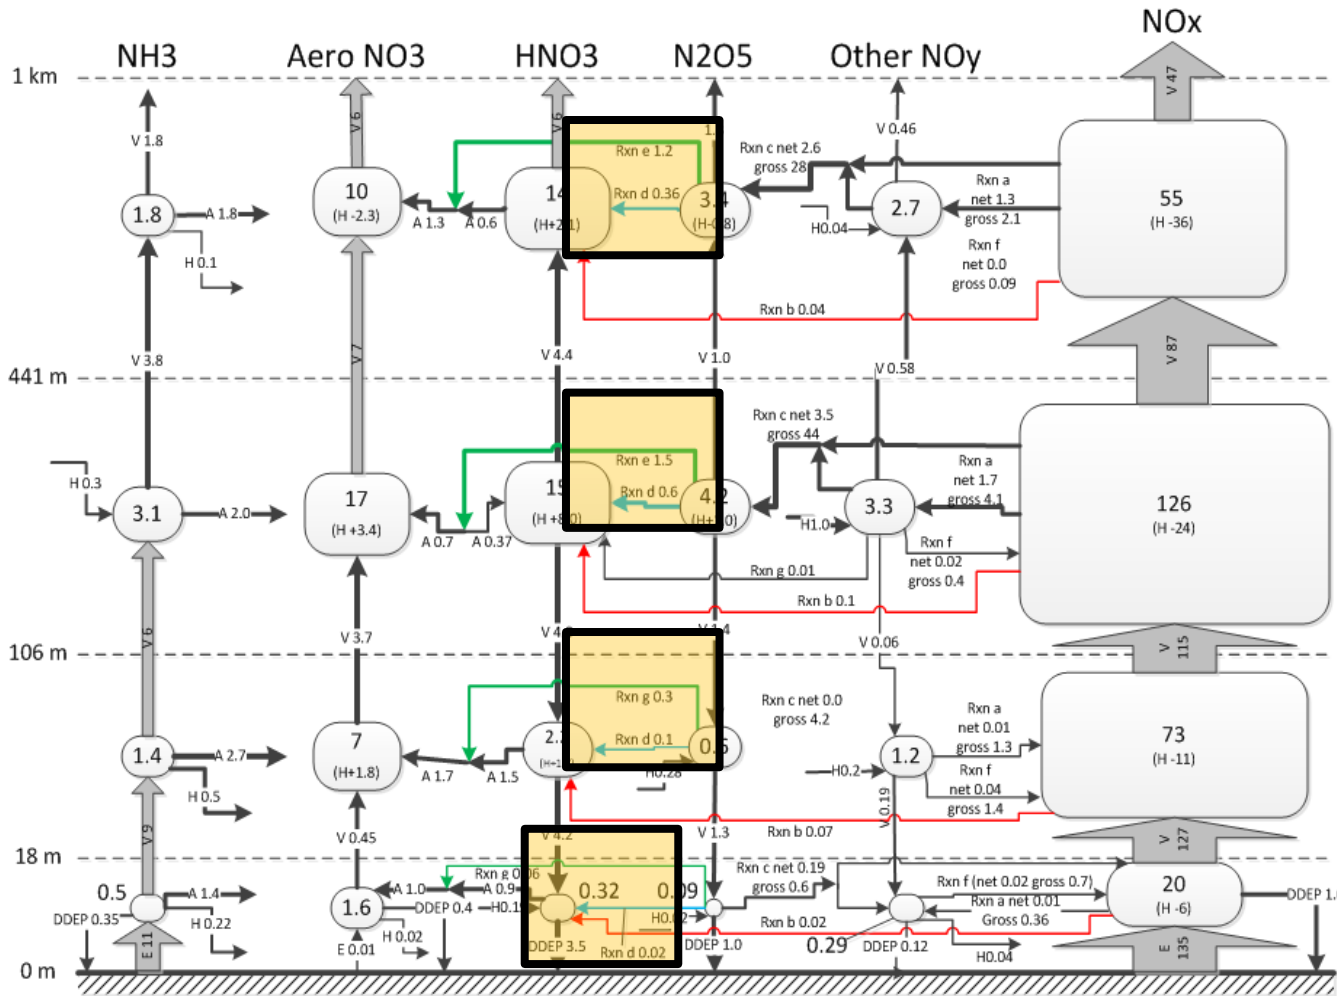 NH3
Aero NO3
HNO3
N2O5
Other NOy
NOx
1 km
V 47
V 6
V 6
V 1.8
V 0.46
Rxn e 1.2
Rxn c net 2.6
gross 28
Rxn d 0.36
Rxn a
net 1.3
gross 2.1
1.8
A 1.8
10
(H -2.3)
A 1.3
A 0.6
2.7
H0.04
55
(H -36)
H 0.1
Rxn f
net 0.0
gross 0.09
Rxn b 0.04
V 3.8
V 7
V 4.4
V 1.0
V 87
441 m
V 0.58
Rxn c net 3.5
gross 44
Rxn e 1.5
Rxn d 0.6
Rxn a
net 1.7
gross 4.1
H 0.3
3.1
A 2.0
17
(H +3.4)
A 0.7
A 0.37
4.2
3.3
H1.0
126
(H -24)
Rxn f
net 0.02
gross 0.4
Rxn g 0.01
Rxn b 0.1
V 6
V 3.7
V 0.06
V
115
106 m
Rxn g 0.3
Rxn c net 0.0
gross 4.2
Rxn d 0.1
Rxn a
net 0.01
gross 1.3
1.4
A 2.7
7
(H+1.8)
A 1.7
A 1.5
H0.28
H0.2
1.2
73
(H -11)
Rxn f
net 0.04
gross 1.4
H 0.5
V 9
V 0.45
V 4.2
V 1.3
Rxn b 0.07
V 0.19
V
127
18 m
Rxn c net 0.19
gross 0.6
0.5
A 1.4
A 1.0
A 0.9
0.32
0.09
Rxn f (net 0.02 gross 0.7)
20
(H -6)
DDEP 0.35
H 0.22
1.6
DDEP 0.4
Rxn a net 0.01
Gross 0.36
Rxn b 0.02
E 11
E 0.01
H 0.02
DDEP 3.5
Rxn d 0.02
DDEP 1.0
0.29
DDEP 0.12
H0.04
E
135
0 m